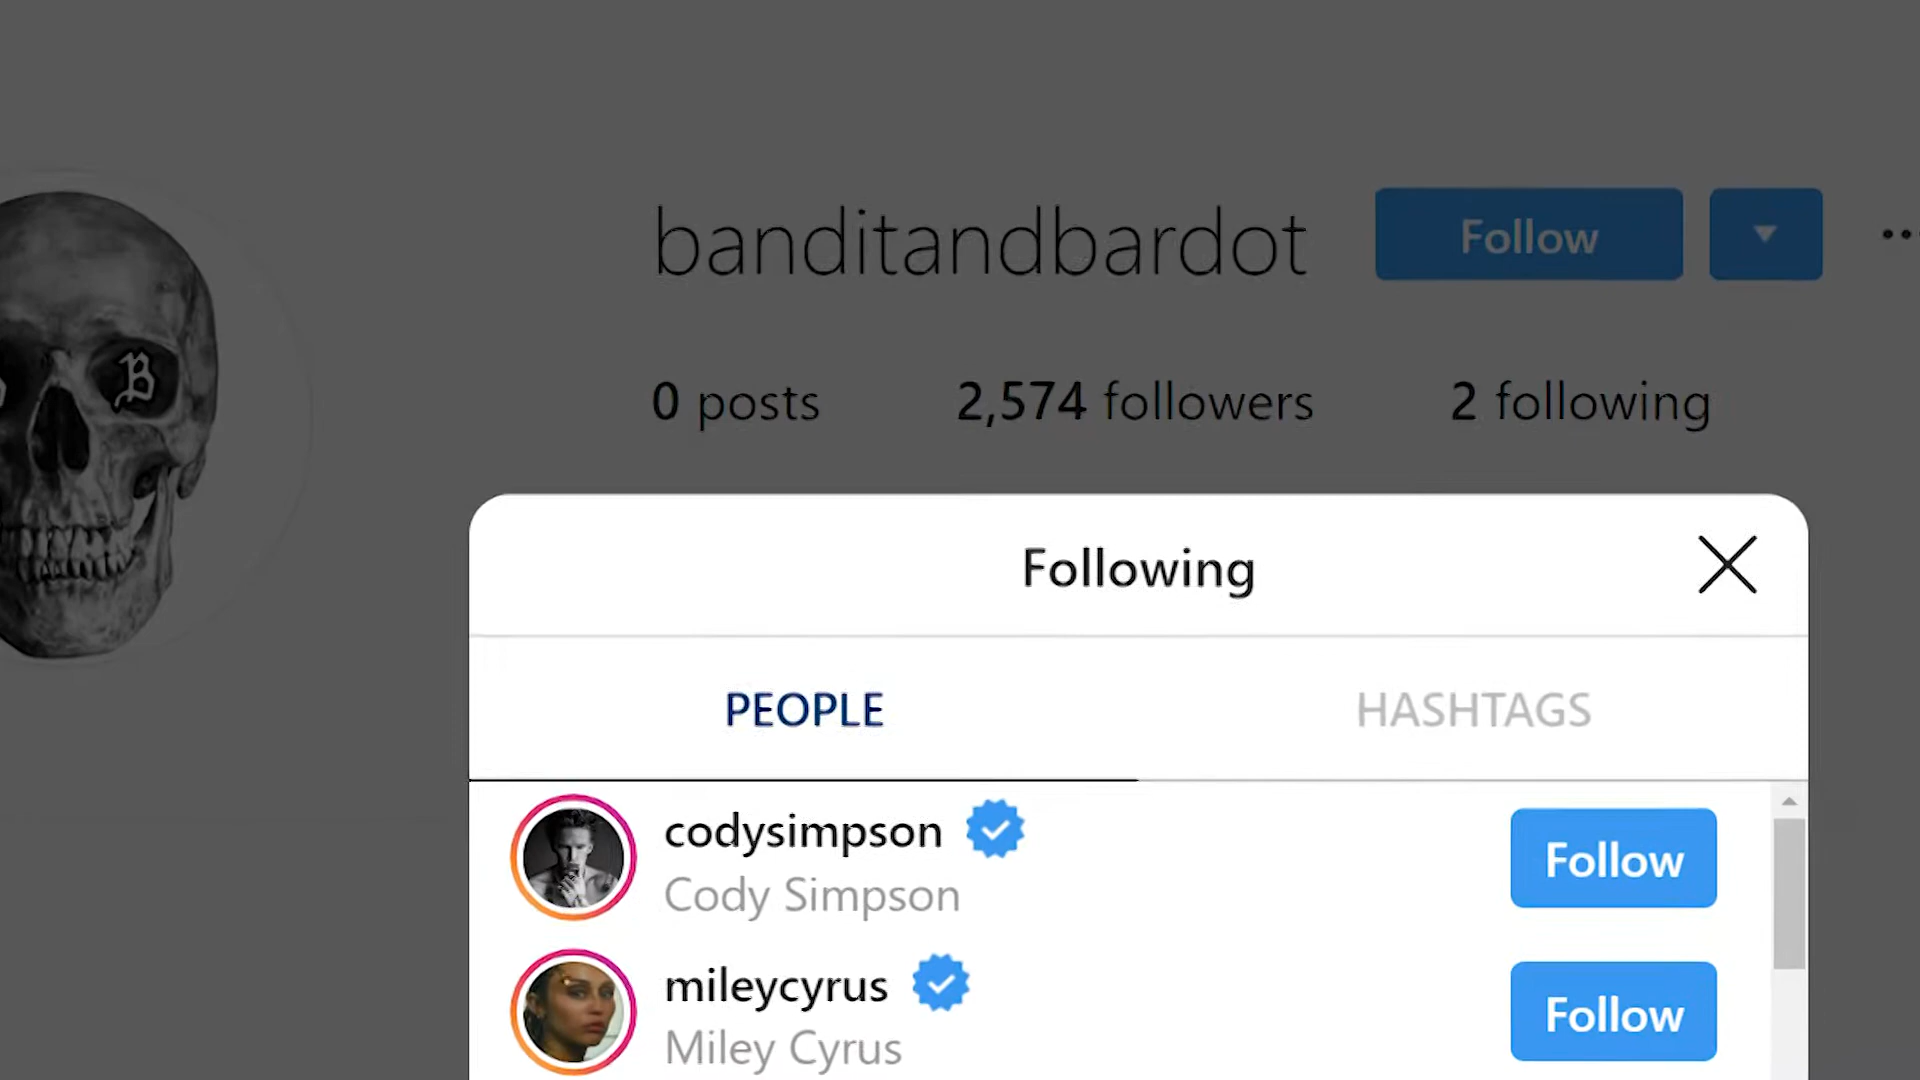 banditandbardot Follow
0 posts 2,574 followers 2 following
B
Following
PEOPLE HASHTAGS
codysimpson Follow
Cody Simpson
mileycyrus Follow
Miley Cyrus